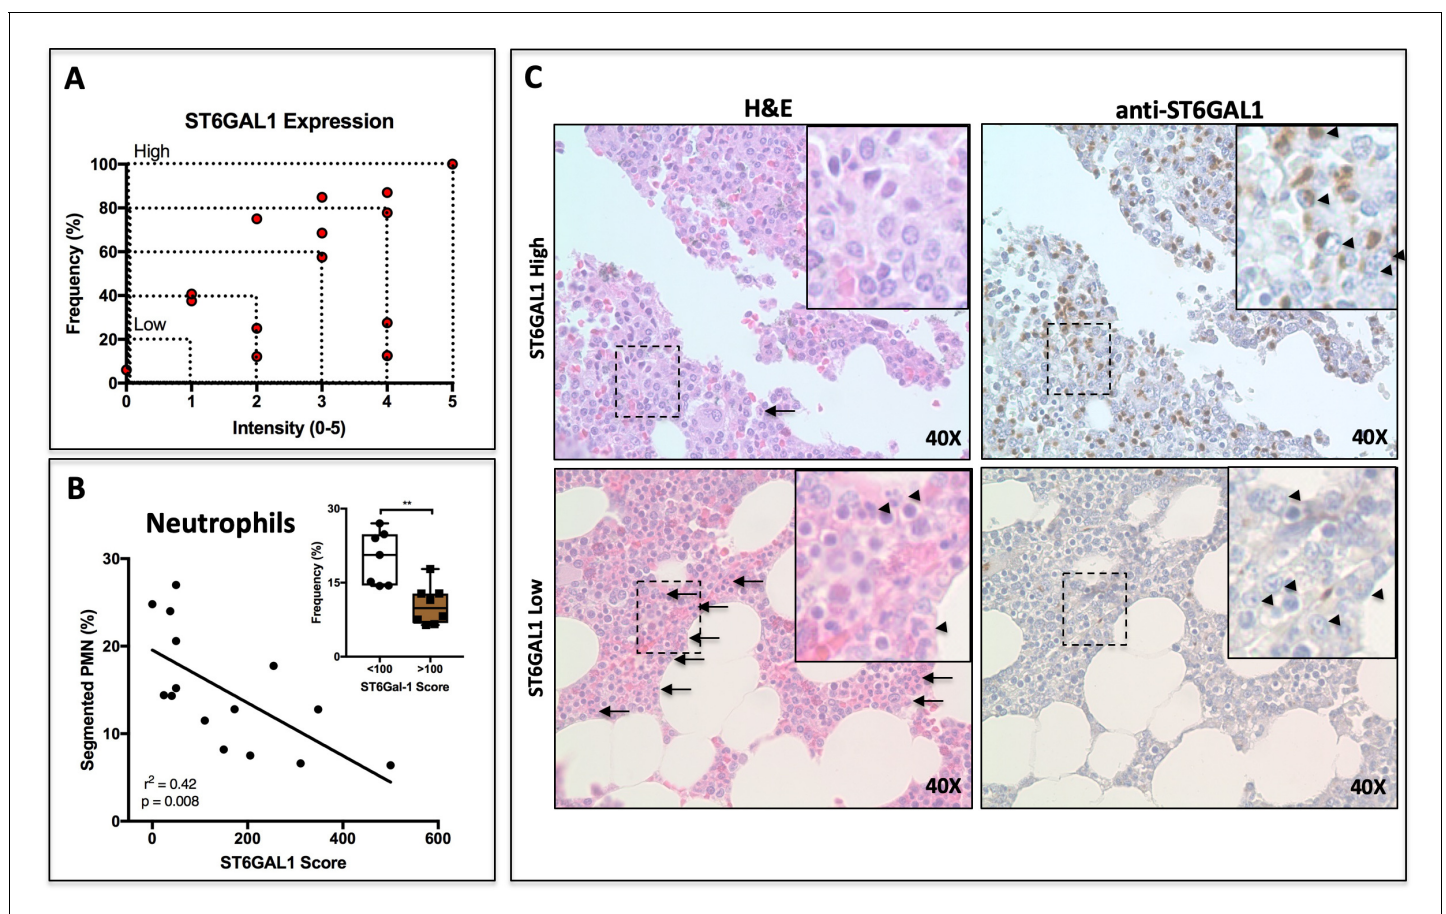 A
ST6GAL1 Expression
High
Low
100
80
60
40
20
0
Frequency (%)
0 1 2 3 4 5
Intensity (0-5)
B
Neutrophils
30
20
10
0
Segmented PMN (%)
r2 = 0.42
p = 0.008
0 200 400 600
ST6GAL1 Score
**
30
15
0
Frequency (%)
<100 >100
ST6Gal-1 Score
C
H&E anti-ST6GAL1
ST6GAL1 High
40X 40X
ST6GAL1 Low
40X 40X